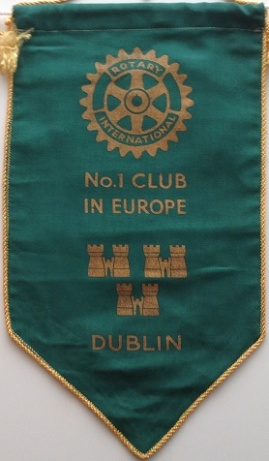 ROTARY
INTERNATIONAL
No.1 CLUB
IN EUROPE
DUBLIN